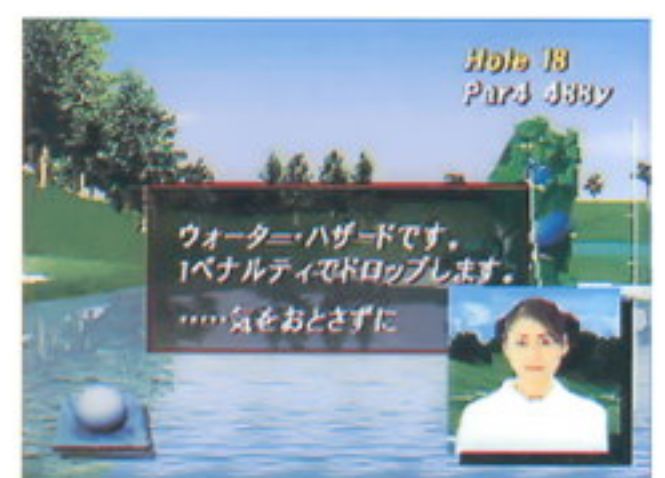 Hole 18
Par4 488y
ウォーター・ハザードです。
1ペナルティでドロップします。
・・・・・気をおとさずに